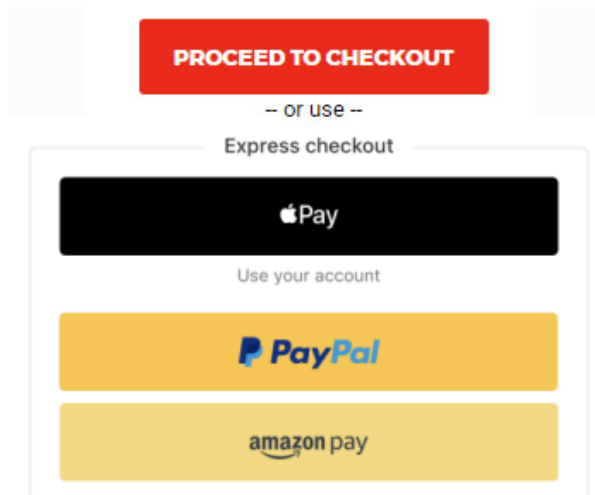 PROCEED TO CHECKOUT
-- or use --
Express checkout
Pay
Use your account
PayPal
amazon pay